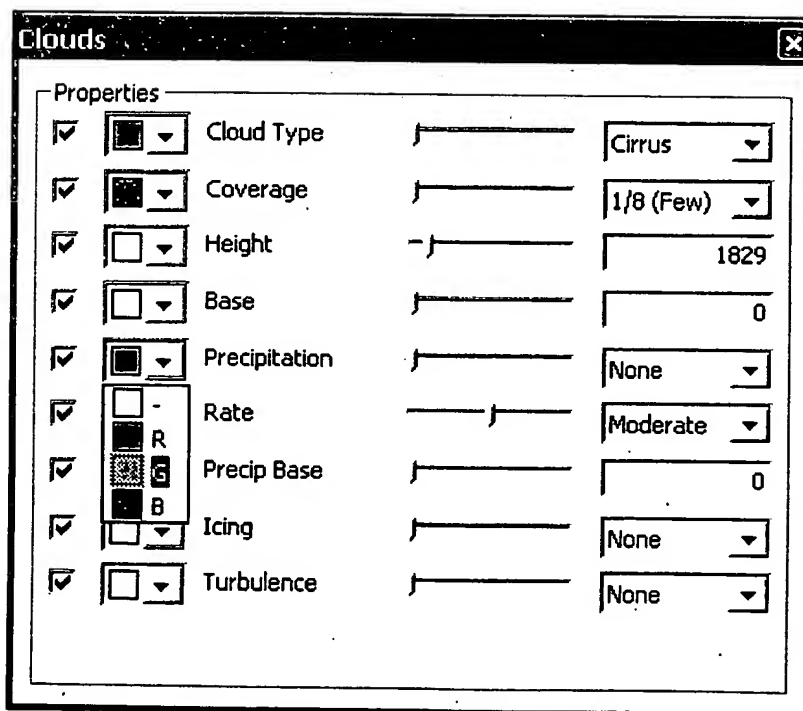 Clouds
Properties
Cloud Type Cirrus
Coverage 1/8 (Few)
Height 1829
Base 0
Precipitation None
-
Rate Moderate
R
G Precip Base 0
B
Icing None
Turbulence None